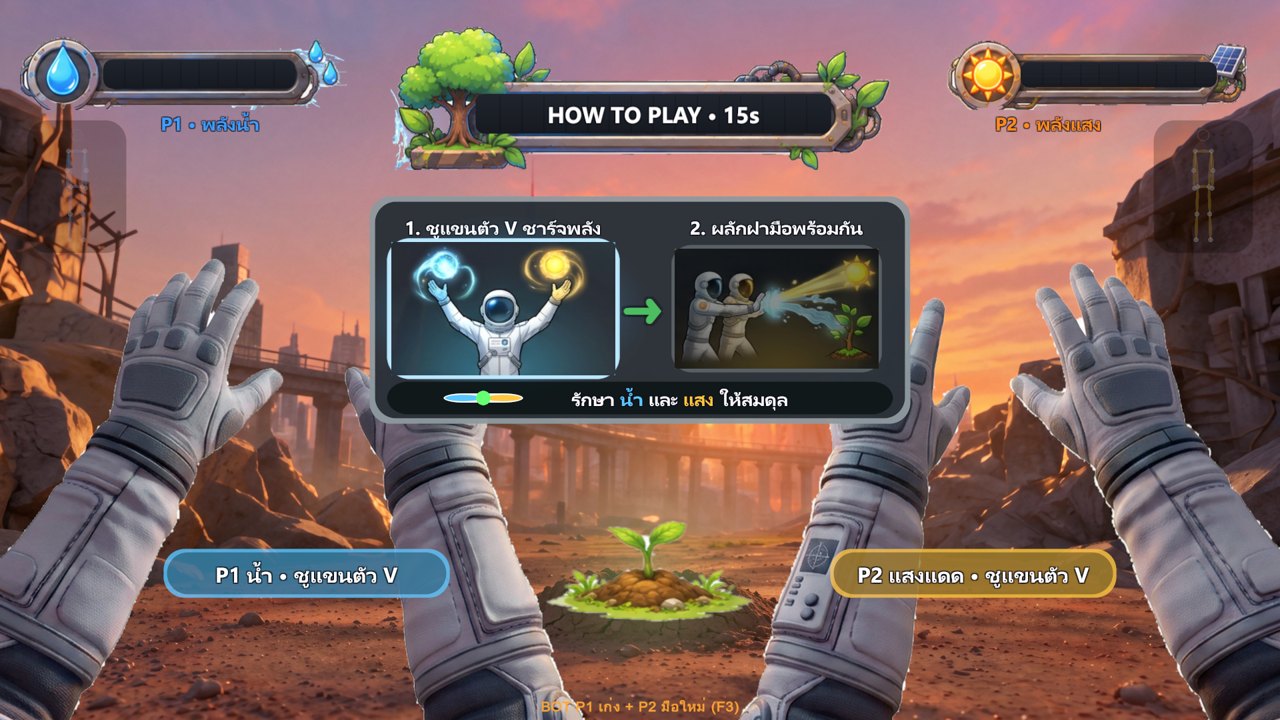 HOW TO PLAY • 15s
P1 • พลังน้ำ
P2 • พลังแสง
1. ชูแขนตัว V ชาร์จพลัง
2. ผลักฝ่ามือพร้อมกัน
รักษา น้ำ และ แสง ให้สมดุล
P1 น้ำ • ชูแขนตัว V
P2 แสงแดด • ชูแขนตัว V
BOT P1 เก่ง + P2 มือใหม่ (F3)